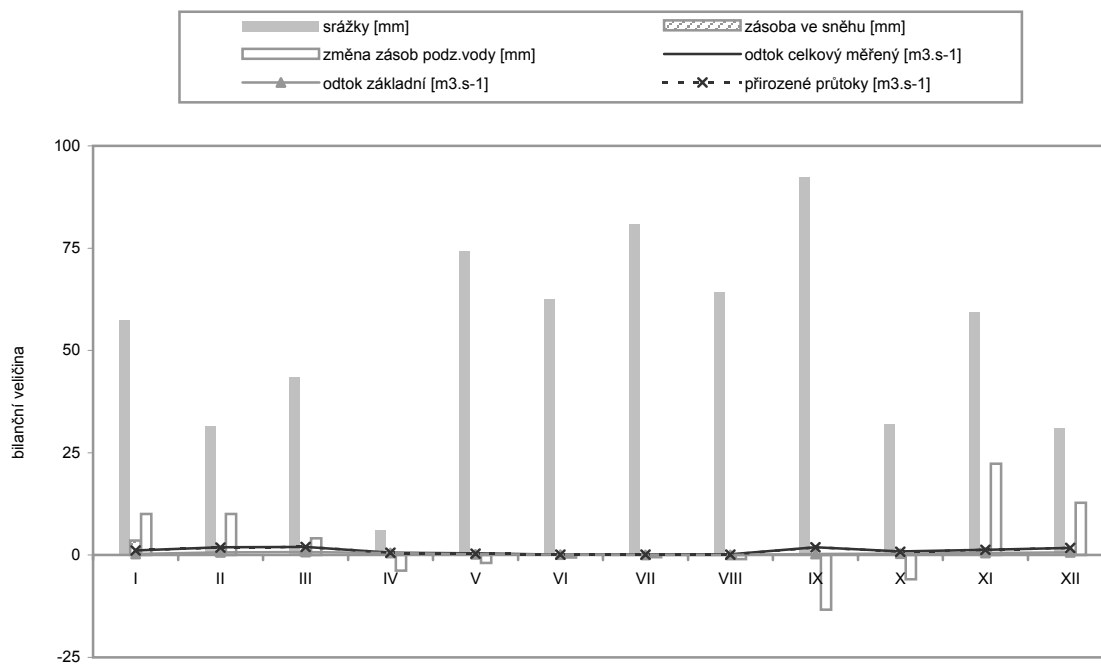 srážky [mm]
zásoba ve sněhu [mm]
změna zásob podz.vody [mm]
odtok celkový měřený [m3.s-1]
odtok základní [m3.s-1]
přirozené průtoky [m3.s-1]
100
75
50
25
0
-25
bilanční veličina
I II III IV V VI VII VIII IX X XI XII